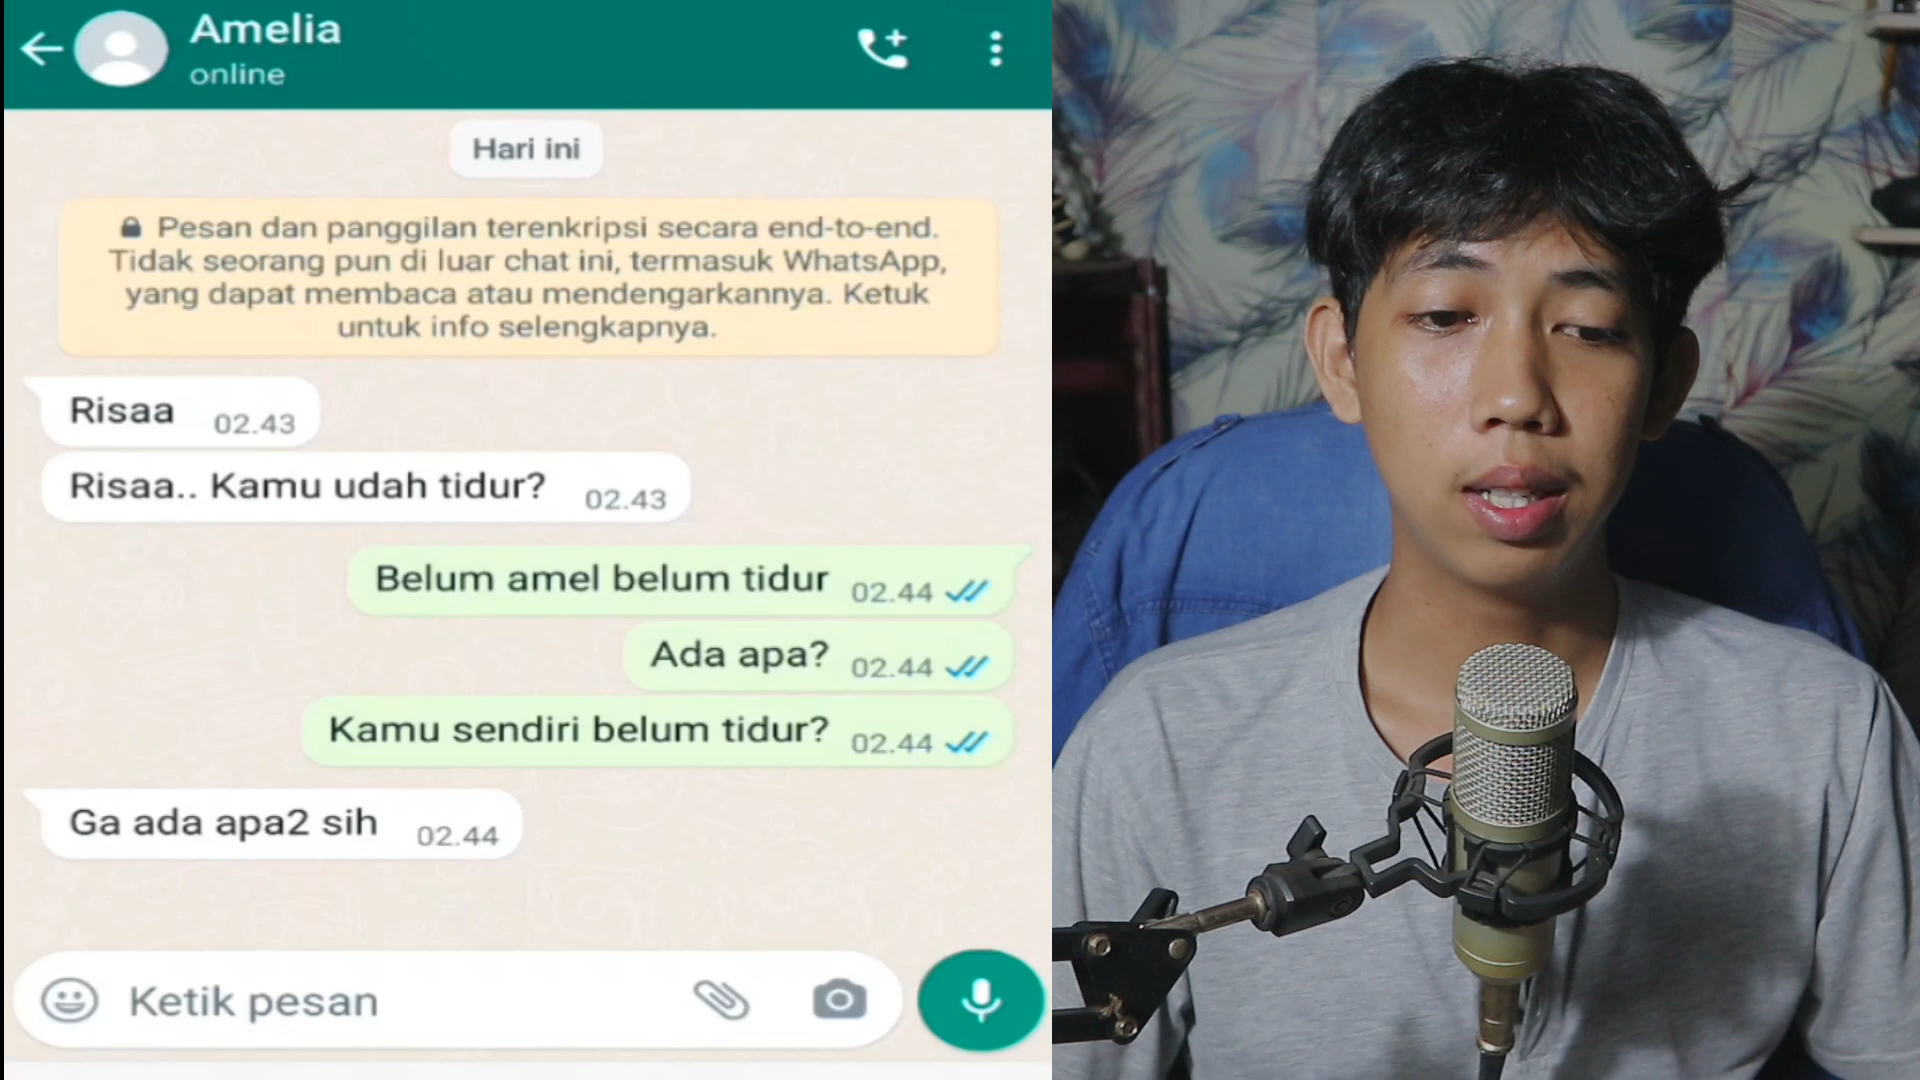 Amelia
online
Hari ini
Pesan dan panggilan terenkripsi secara end-to-end.
Tidak seorang pun di luar chat ini, termasuk WhatsApp,
yang dapat membaca atau mendengarkannya. Ketuk
untuk info selengkapnya.
Risaa 02.43
Risaa.. Kamu udah tidur? 02.43
Belum amel belum tidur 02.44
Ada apa? 02.44
Kamu sendiri belum tidur? 02.44
Ga ada apa2 sih 02.44
Ketik pesan